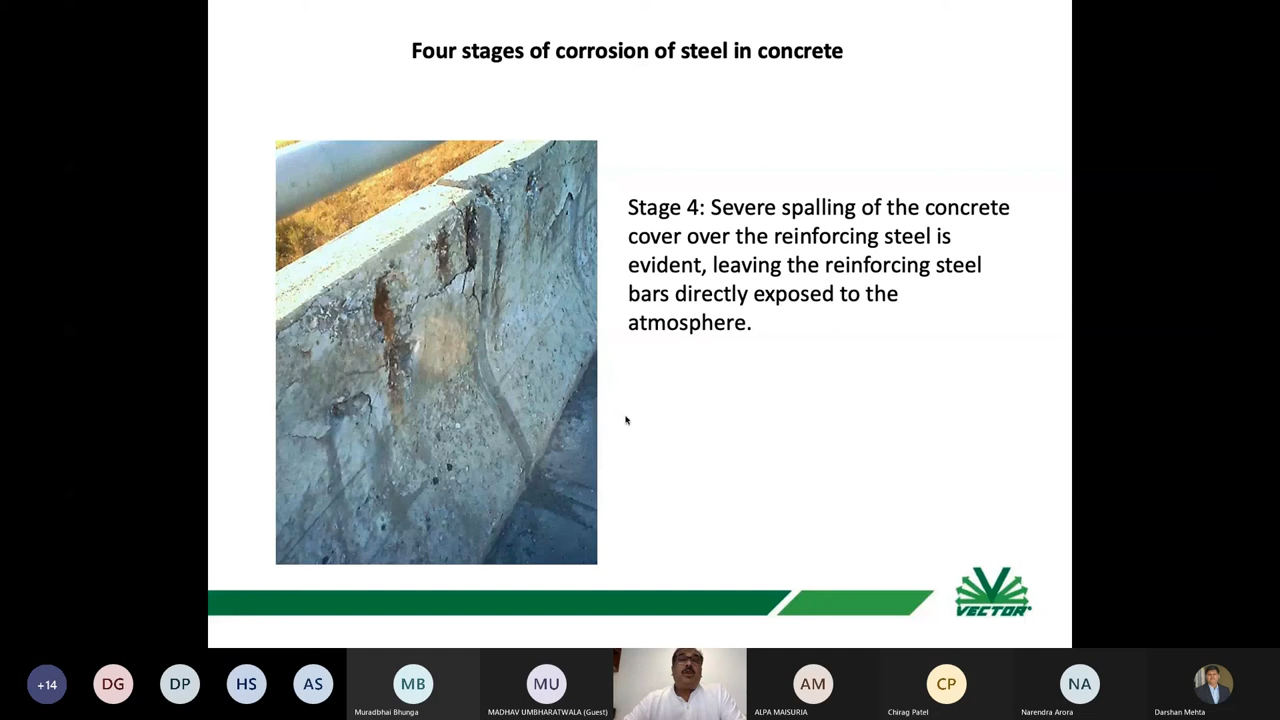 Four stages of corrosion of steel in concrete
Stage 4: Severe spalling of the concrete
cover over the reinforcing steel is
evident, leaving the reinforcing steel
bars directly exposed to the
atmosphere.
VECTOR
+14
DG
DP
HS
AS
MB
Muradbhai Bhunga
MU
MADHAV UMBHARATWALA (Guest)
AM
ALPA MAISURIA
CP
Chirag Patel
NA
Narendra Arora
Darshan Mehta